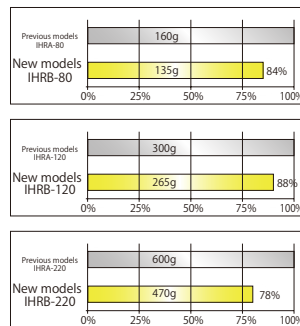 Previous models
IHRA-80
160g
New models
IHRB-80
135g
84%
0% 25% 50% 75% 100%
Previous models
IHRA-120
300g
New models
IHRB-120
265g
88%
0% 25% 50% 75% 100%
Previous models
IHRA-220
600g
New models
IHRB-220
470g
78%
0% 25% 50% 75% 100%